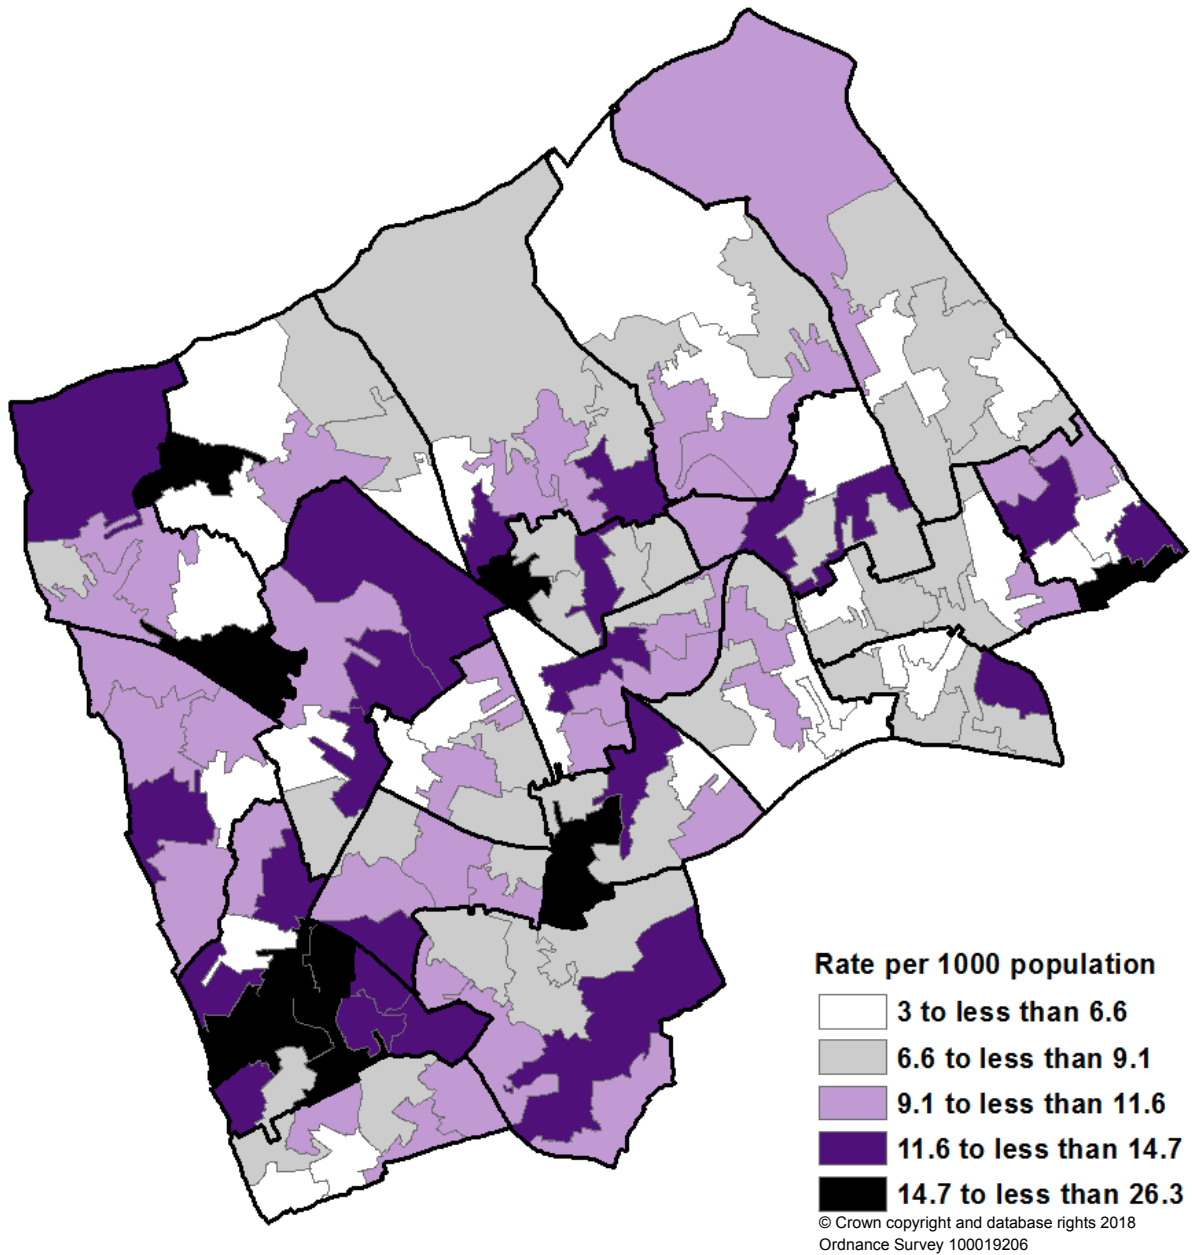 Rate per 1000 population
3 to less than 6.6
6.6 to less than 9.1
9.1 to less than 11.6
11.6 to less than 14.7
14.7 to less than 26.3
© Crown copyright and database rights 2018
Ordnance Survey 100019206